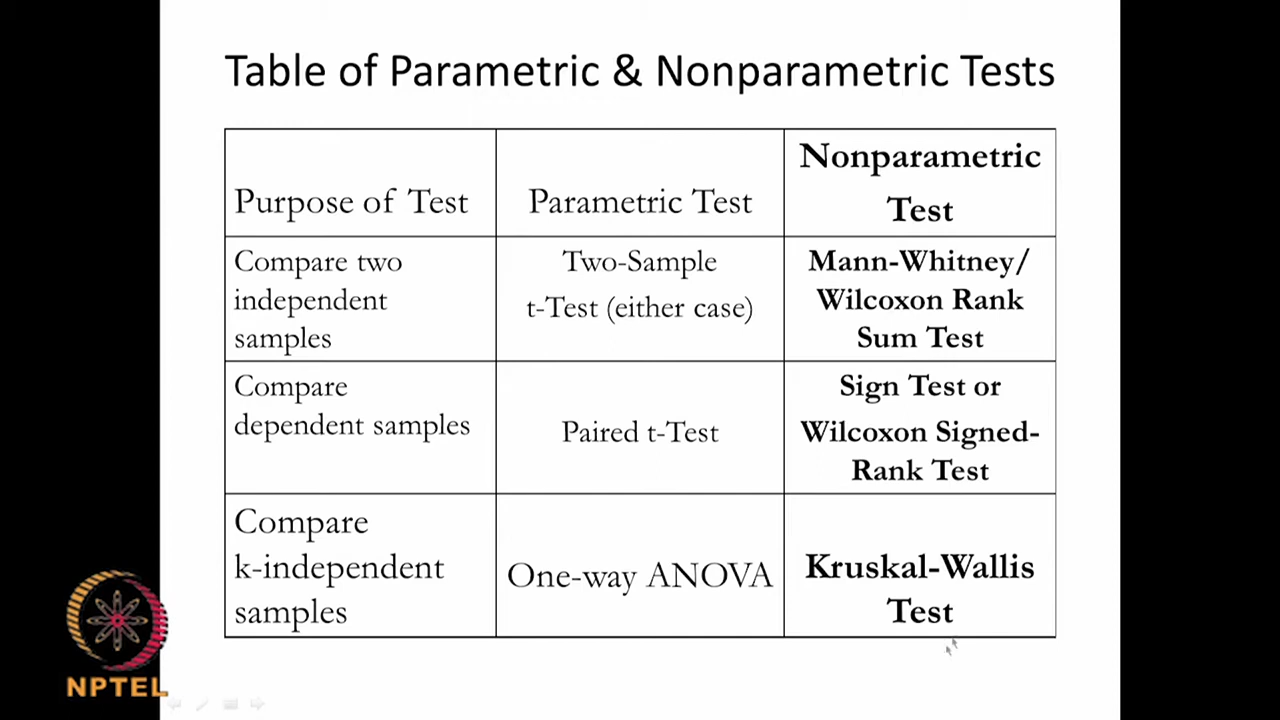 Table of Parametric & Nonparametric Tests
Purpose of Test
Parametric Test
Nonparametric
Test
Compare two
independent
samples
Two-Sample
t-Test (either case)
Mann-Whitney/
Wilcoxon Rank
Sum Test
Compare
dependent samples
Paired t-Test
Sign Test or
Wilcoxon Signed-
Rank Test
Compare
k-independent
samples
One-way ANOVA
Kruskal-Wallis
Test
NPTEL